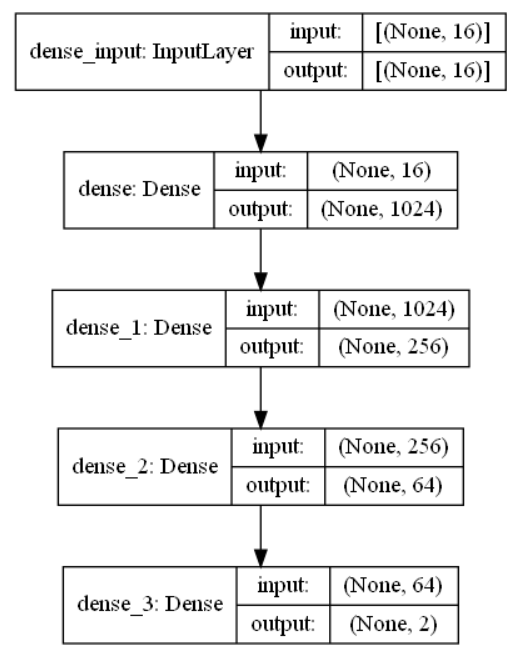 dense_input: InputLayer
input: [(None, 16)]
output: [(None, 16)]
dense: Dense
input: (None, 16)
output: (None, 1024)
dense_1: Dense
input: (None, 1024)
output: (None, 256)
dense_2: Dense
input: (None, 256)
output: (None, 64)
dense_3: Dense
input: (None, 64)
output: (None, 2)